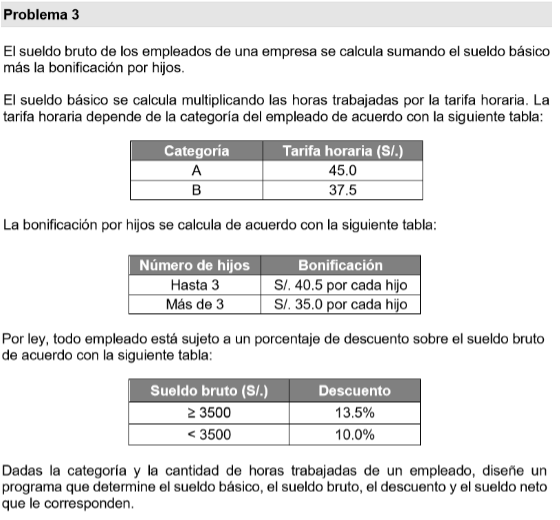 Problema 3
El sueldo bruto de los empleados de una empresa se calcula sumando el sueldo básico
más la bonificación por hijos.
El sueldo básico se calcula multiplicando las horas trabajadas por la tarifa horaria. La
tarifa horaria depende de la categoría del empleado de acuerdo con la siguiente tabla:
Categoría Tarifa horaria (S/.)
A 45.0
B 37.5
La bonificación por hijos se calcula de acuerdo con la siguiente tabla:
Número de hijos Bonificación
Hasta 3 S/. 40.5 por cada hijo
Más de 3 S/. 35.0 por cada hijo
Por ley, todo empleado está sujeto a un porcentaje de descuento sobre el sueldo bruto
de acuerdo con la siguiente tabla:
Sueldo bruto (S/.) Descuento
≥ 3500 13.5%
< 3500 10.0%
Dadas la categoría y la cantidad de horas trabajadas de un empleado, diseñe un
programa que determine el sueldo básico, el sueldo bruto, el descuento y el sueldo neto
que le corresponden.